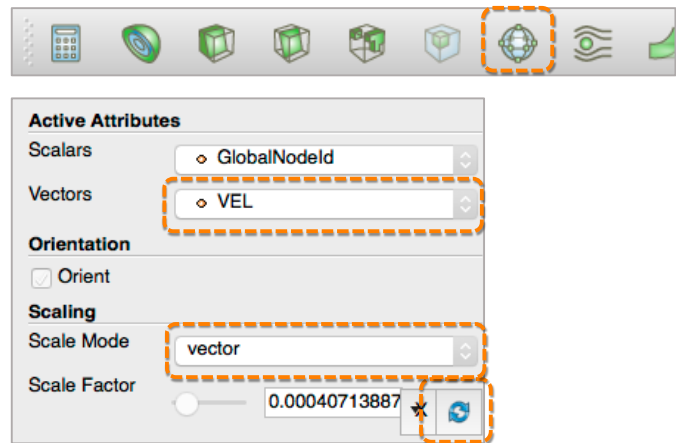 Active Attributes
Scalars
GlobalNodeId
Vectors
VEL
Orientation
Orient
Scaling
Scale Mode
vector
Scale Factor
0.00040713887